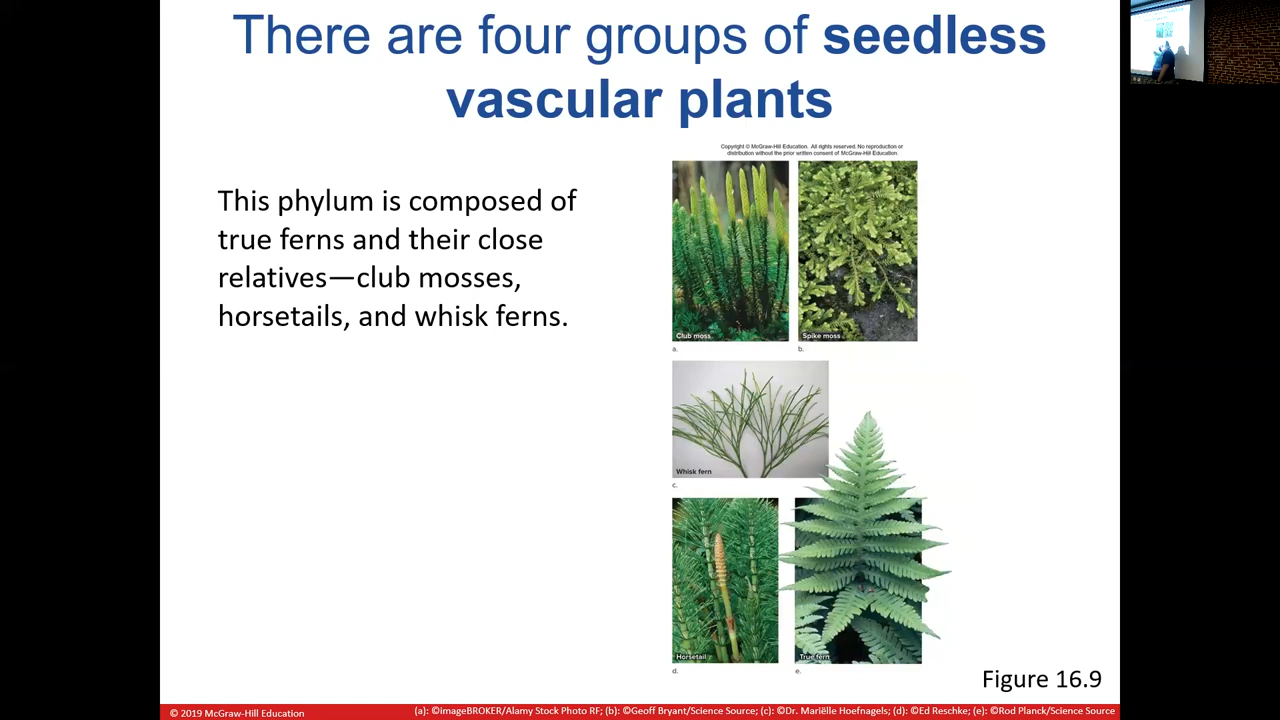 There are four groups of seedless
vascular plants
Copyright © McGraw-Hill Education. All rights reserved. No reproduction or
distribution without the prior written consent of McGraw-Hill Education.
This phylum is composed of
true ferns and their close
relatives—club mosses,
horsetails, and whisk ferns.
Club moss
Spike moss
a.
b.
Whisk fern
c.
Horsetail
True fern
d.
e.
Figure 16.9
© 2019 McGraw-Hill Education
(a): ©imageBROKER/Alamy Stock Photo RF; (b): ©Geoff Bryant/Science Source; (c): ©Dr. Mariëlle Hoefnagels; (d): ©Ed Reschke; (e): ©Rod Planck/Science Source